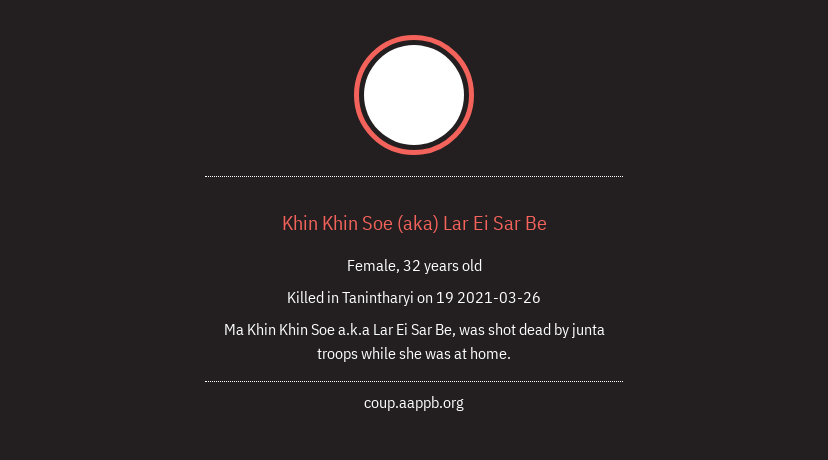 Khin Khin Soe (aka) Lar Ei Sar Be
Female, 32 years old
Killed in Tanintharyi on 19 2021-03-26
Ma Khin Khin Soe a.k.a Lar Ei Sar Be, was shot dead by junta
troops while she was at home.
coup.aappb.org